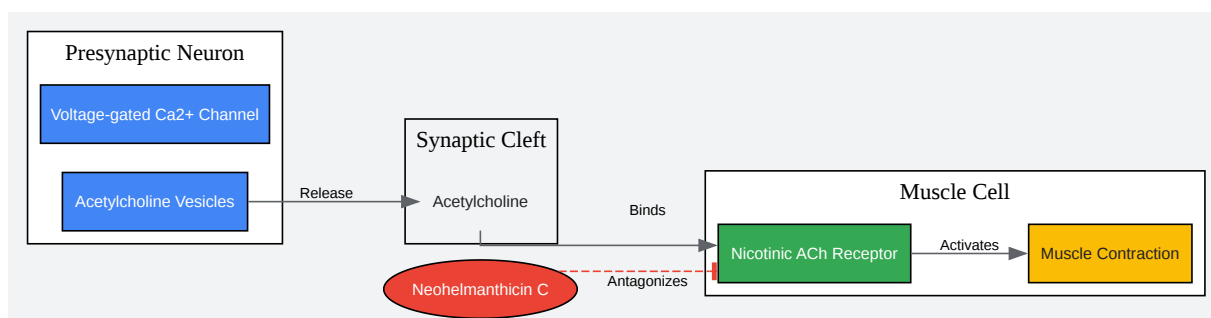 Presynaptic Neuron
Voltage-gated Ca2+ Channel
Acetylcholine Vesicles
Release
Synaptic Cleft
Acetylcholine
Neohelmanthicin C
Binds
Antagonizes
Muscle Cell
Nicotinic ACh Receptor
Activates
Muscle Contraction